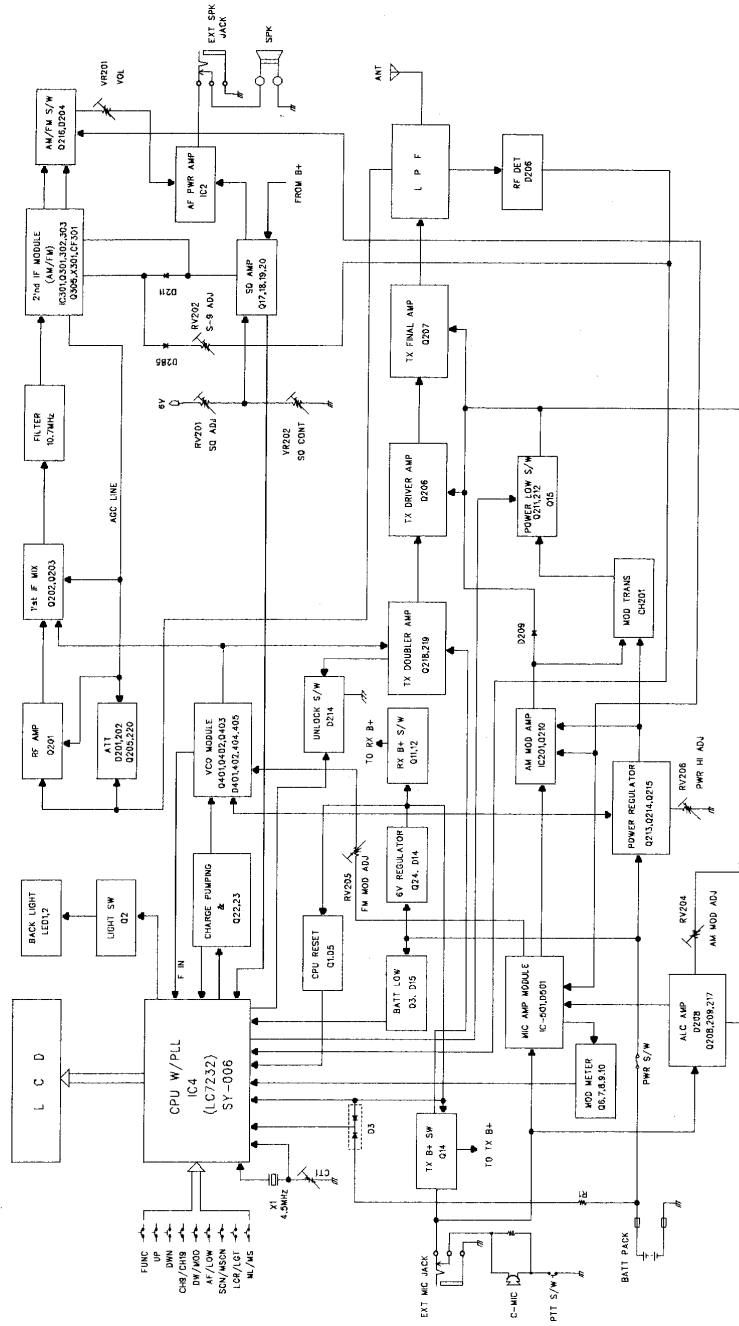 L C D
BACK LIGHT
LED1,2
LIGHT SW
Q2
FUNC
UP
DWN
CH9/CH19
DW/MOD
AF/LOW
SCN/MSCN
LCR/LGT
ML/MS
CPU W/PLL
IC4
(LC7232)
SY-006
X1
4.5MHz
CT1
F IN
CHARGE PUMPING
&
Q22,23
VCO MODULE
Q401,Q402,Q403
D401,402,404,405
RF AMP
Q201
ATT
D201,202
Q205,220
1'st IF MIX
Q202,Q203
AGC LINE
FILTER
10.7MHz
2'nd IF MODULE
(AM/FM)
IC301,Q301,302,303
Q305,X301,CF301
AM/FM S/W
Q216,D204
VR201
VOL
AF PWR AMP
IC2
EXT SPK
JACK
SPK
D211
D285
RV202
S-9 ADJ
SQ AMP
Q17,18,19,20
FROM B+
6V
RV201
SQ ADJ
VR202
SQ CONT
UNLOCK S/W
D214
TX DOUBLER AMP
Q218,219
TX DRIVER AMP
Q206
TX FINAL AMP
Q207
L P F
ANT
RF DET
D206
CPU RESET
Q1,D5
TO RX B+
RX B+ S/W
Q11,12
6V REGULATOR
Q24, D14
BATT LOW
Q3, D15
RV205
FM MOD ADJ
D3
TX B+ SW
Q14
TO TX B+
MIC AMP MODULE
IC-501,D501
MOD METER
Q6,7,8,9,10
AM MOD AMP
IC201,Q210
D209
POWER LOW S/W
Q211,212
Q15
MOD TRANS
CH201
POWER REGULATOR
Q213,Q214,Q215
RV206
PWR HI ADJ
ALC AMP
D208
Q208,209,217
RV204
AM MOD ADJ
EXT MIC JACK
C-MIC
PTT S/W
R1
PWR S/W
BATT PACK